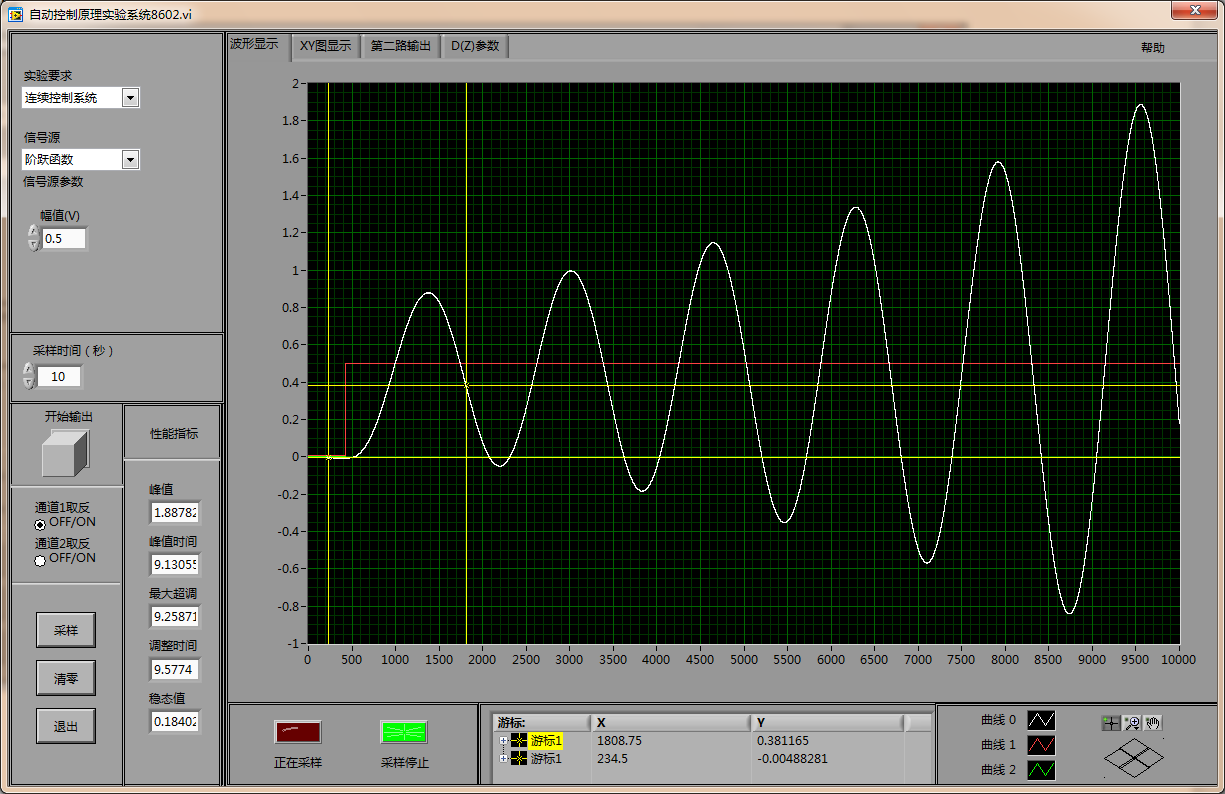 自动控制原理实验系统8602.vi
波形显示
XY图显示
第二路输出
D(Z)参数
帮助
实验要求
连续控制系统
信号源
阶跃函数
信号源参数
幅值(V)
0.5
采样时间（秒）
10
开始输出
通道1取反
OFF/ON
通道2取反
OFF/ON
采样
清零
退出
性能指标
峰值
1.88782
峰值时间
9.13055
最大超调
9.25871
调整时间
9.5774
稳态值
0.18402
2
1.8
1.6
1.4
1.2
1
0.8
0.6
0.4
0.2
0
-0.2
-0.4
-0.6
-0.8
-1
0 500 1000 1500 2000 2500 3000 3500 4000 4500 5000 5500 6000 6500 7000 7500 8000 8500 9000 9500 10000
正在采样
采样停止
游标: X Y
游标1 1808.75 0.381165
游标1 234.5 -0.00488281
曲线 0
曲线 1
曲线 2